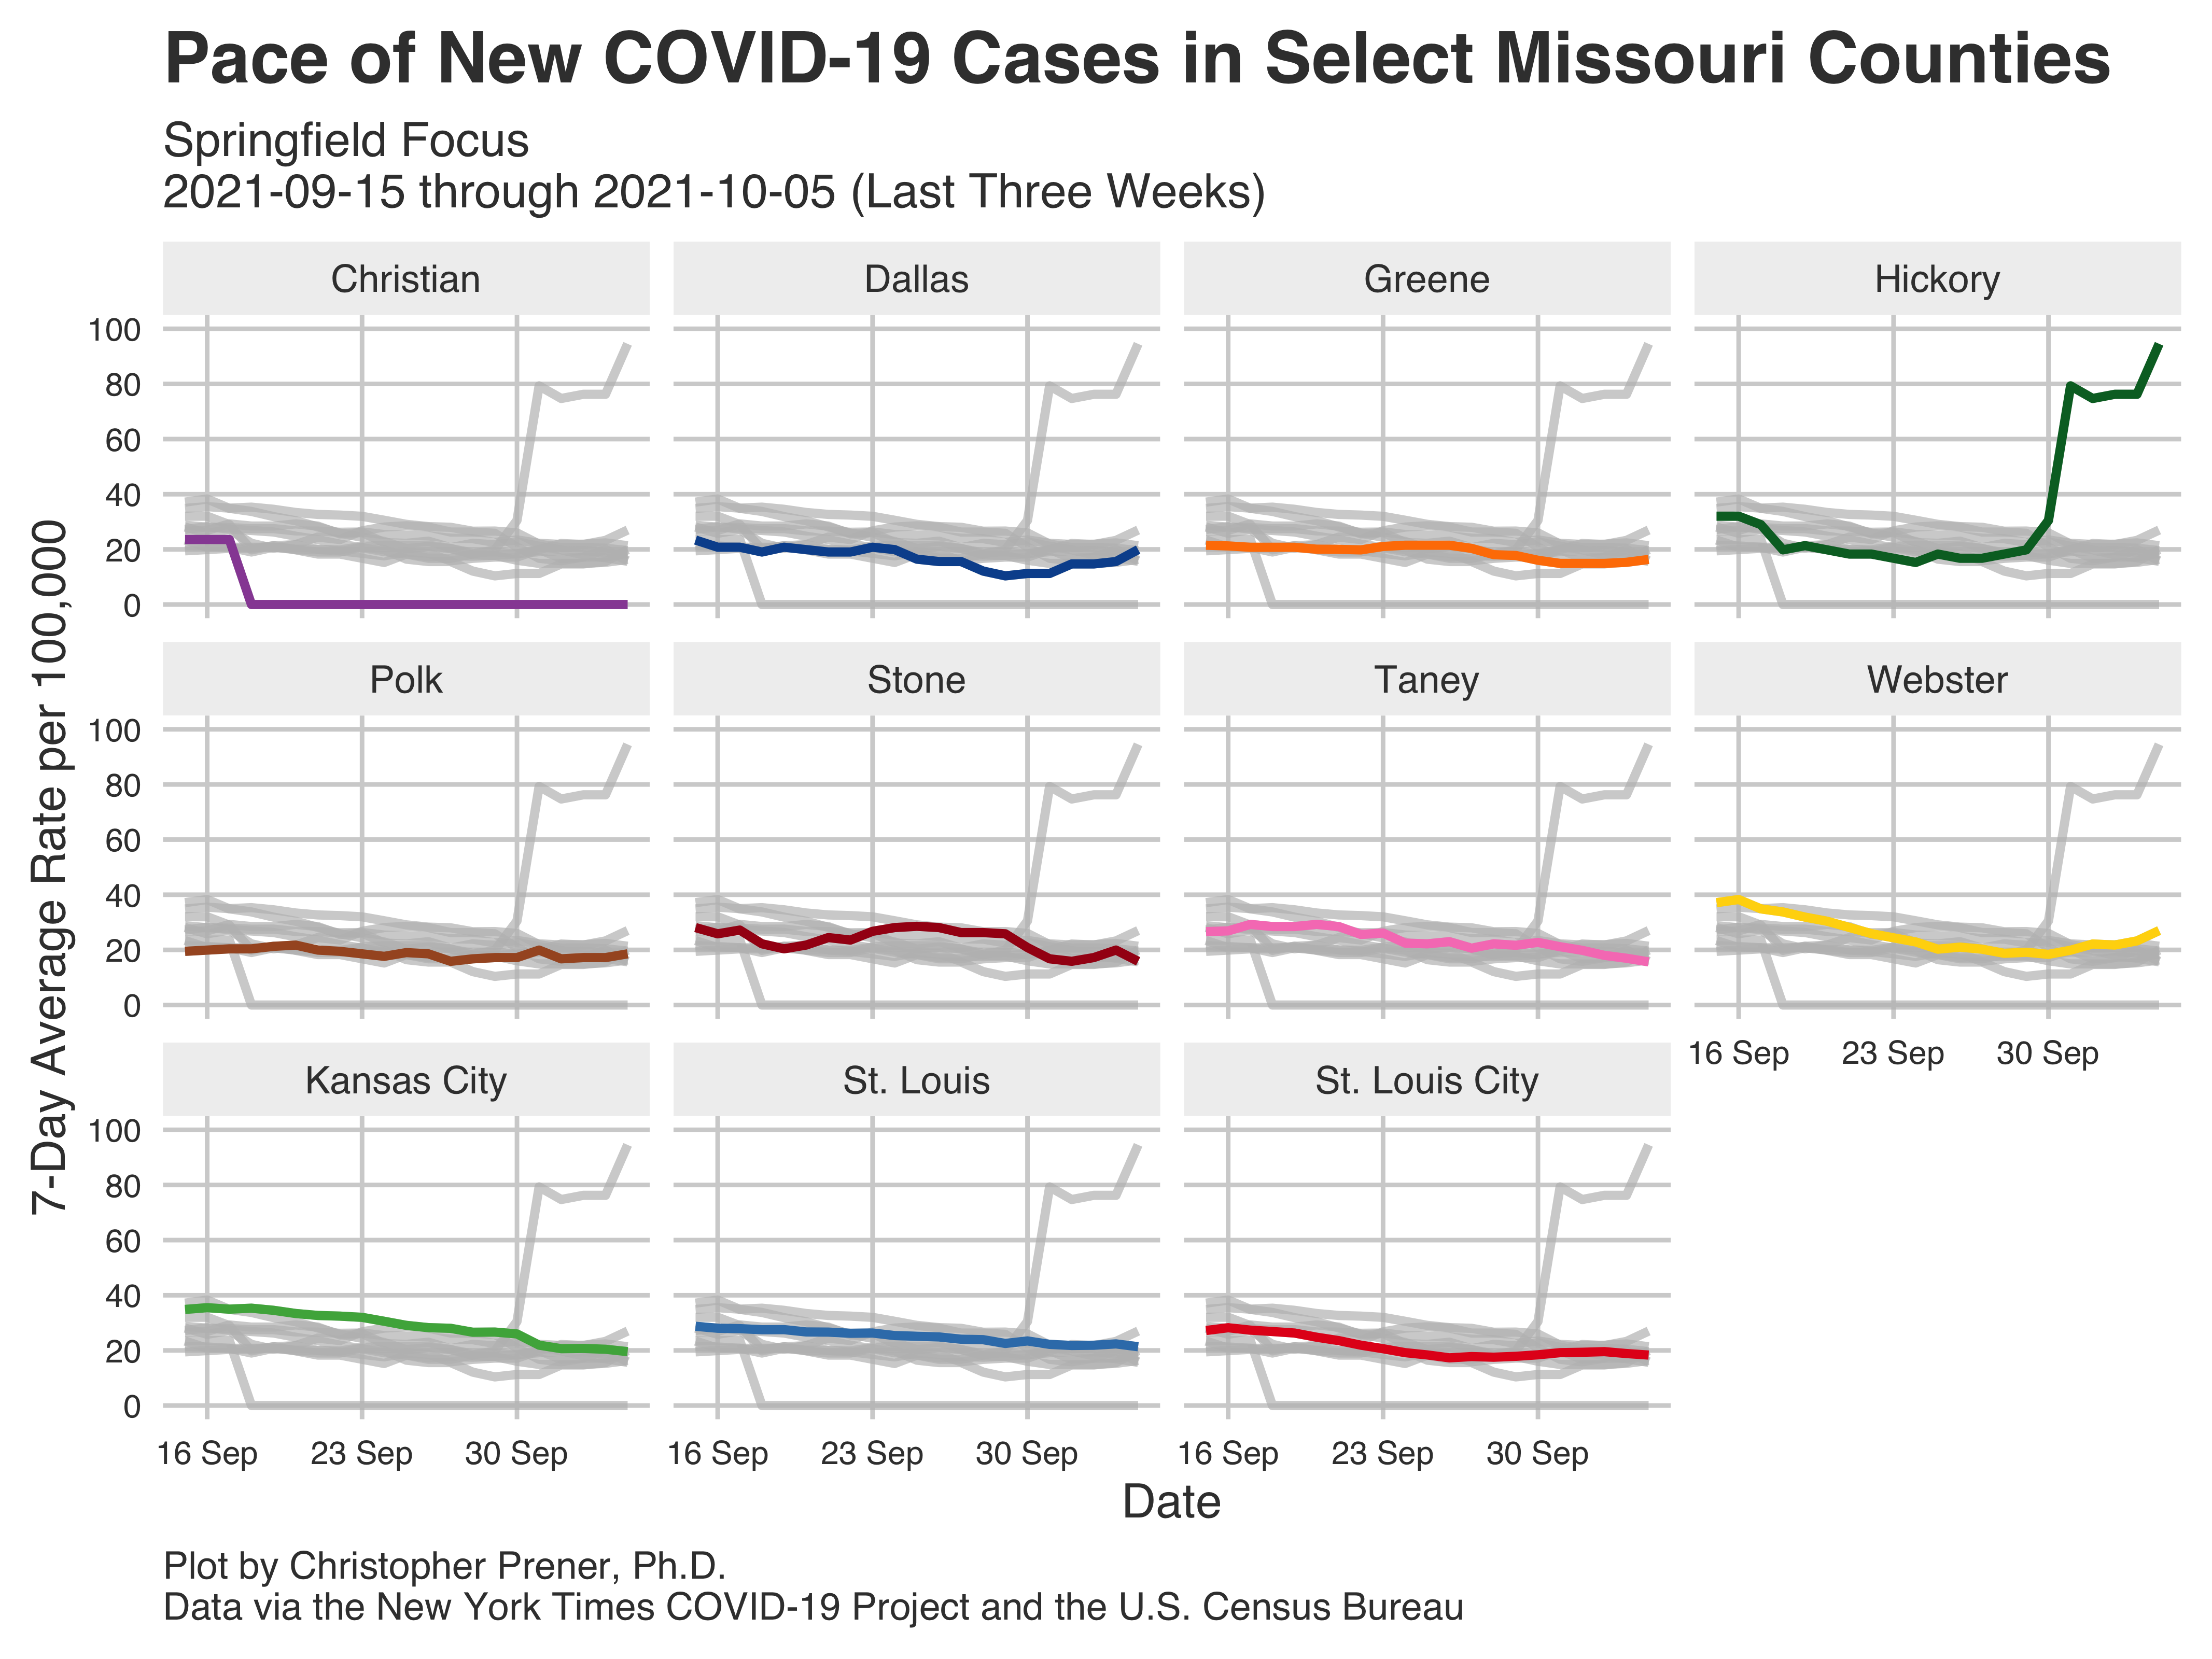 Pace of New COVID-19 Cases in Select Missouri Counties
Springfield Focus
2021-09-15 through 2021-10-05 (Last Three Weeks)
Christian
Dallas
Greene
Hickory
100
80
60
40
20
0
Polk
Stone
Taney
Webster
100
80
60
40
20
0
16 Sep
23 Sep
30 Sep
Kansas City
St. Louis
St. Louis City
100
80
60
40
20
0
16 Sep
23 Sep
30 Sep
16 Sep
23 Sep
30 Sep
16 Sep
23 Sep
30 Sep
7-Day Average Rate per 100,000
Date
Plot by Christopher Prener, Ph.D.
Data via the New York Times COVID-19 Project and the U.S. Census Bureau